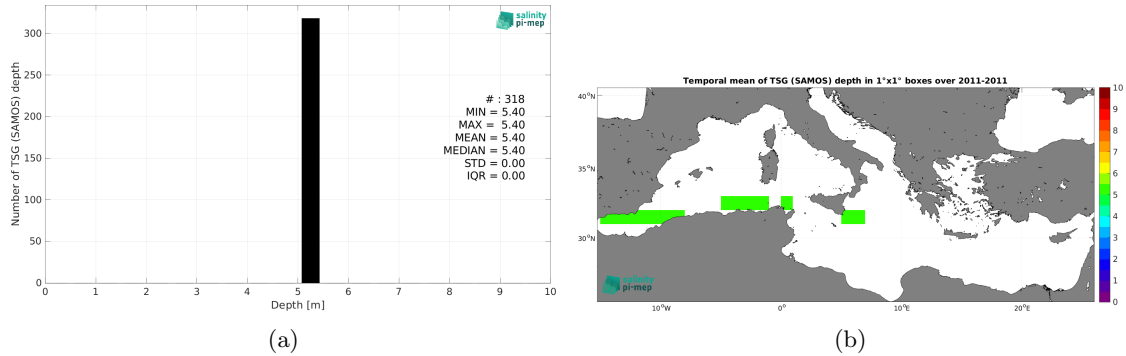 350
300
250
200
150
100
50
0
Number of TSG (SAMOS) depth
salinity
pi-mep
# : 318
MIN = 5.40
MAX = 5.40
MEAN = 5.40
MEDIAN = 5.40
STD = 0.00
IQR = 0.00
0 1 2 3 4 5 6 7 8 9 10
Depth [m]
(a)
Temporal mean of TSG (SAMOS) depth in 1°x1° boxes over 2011-2011
40°N
35°N
30°N
10°W 0° 10°E 20°E
salinity
pi-mep
10
9
8
7
6
5
4
3
2
1
0
(b)